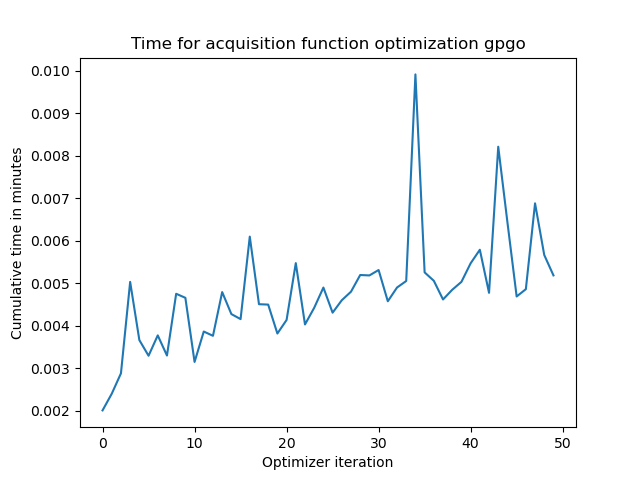 Time for acquisition function optimization gpgo
0.010
0.009
0.008
0.007
0.006
0.005
0.004
0.003
0.002
Cumulative time in minutes
0 10 20 30 40 50
Optimizer iteration